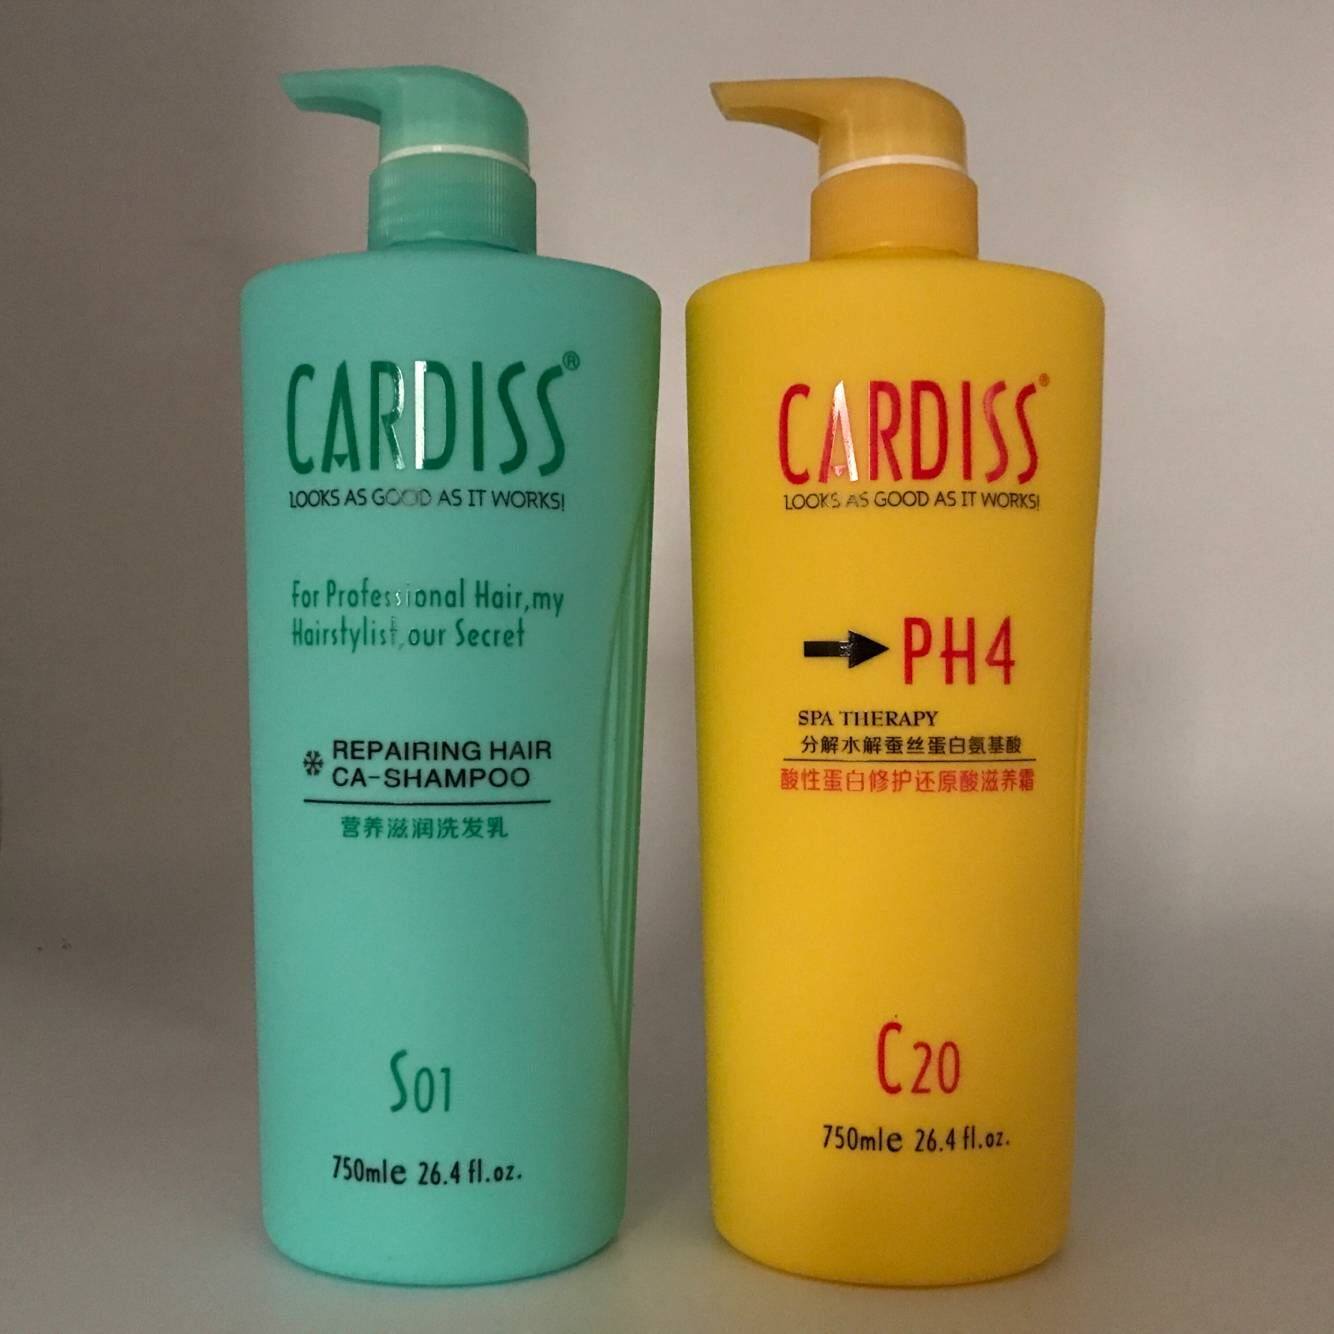 CARDISS®
LOOKS AS GOOD AS IT WORKS!
For Professional Hair,my
Hairstylist,our Secret
REPAIRING HAIR
CA-SHAMPOO
营养滋润洗发乳
S01
750mle 26.4 fl.oz.
CARDISS®
LOOKS AS GOOD AS IT WORKS!
PH4
SPA THERAPY
分解水解蚕丝蛋白氨基酸
酸性蛋白修护还原酸滋养霜
C20
750mle 26.4 fl.oz.